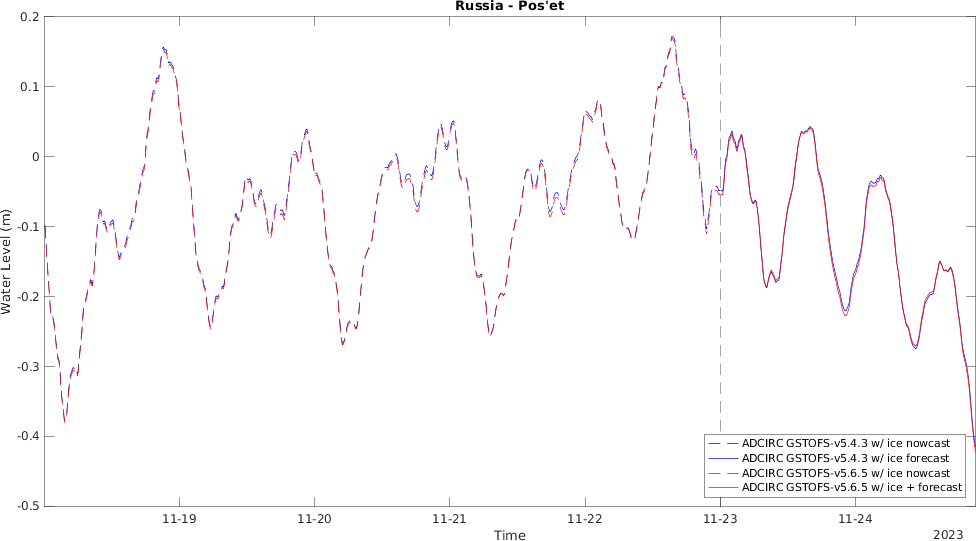 Russia - Pos'et
0.2
0.1
0
-0.1
-0.2
-0.3
-0.4
-0.5
Water Level (m)
11-19
11-20
11-21
11-22
11-23
11-24
Time
2023
ADCIRC GSTOFS-v5.4.3 w/ ice nowcast
ADCIRC GSTOFS-v5.4.3 w/ ice forecast
ADCIRC GSTOFS-v5.6.5 w/ ice nowcast
ADCIRC GSTOFS-v5.6.5 w/ ice + forecast